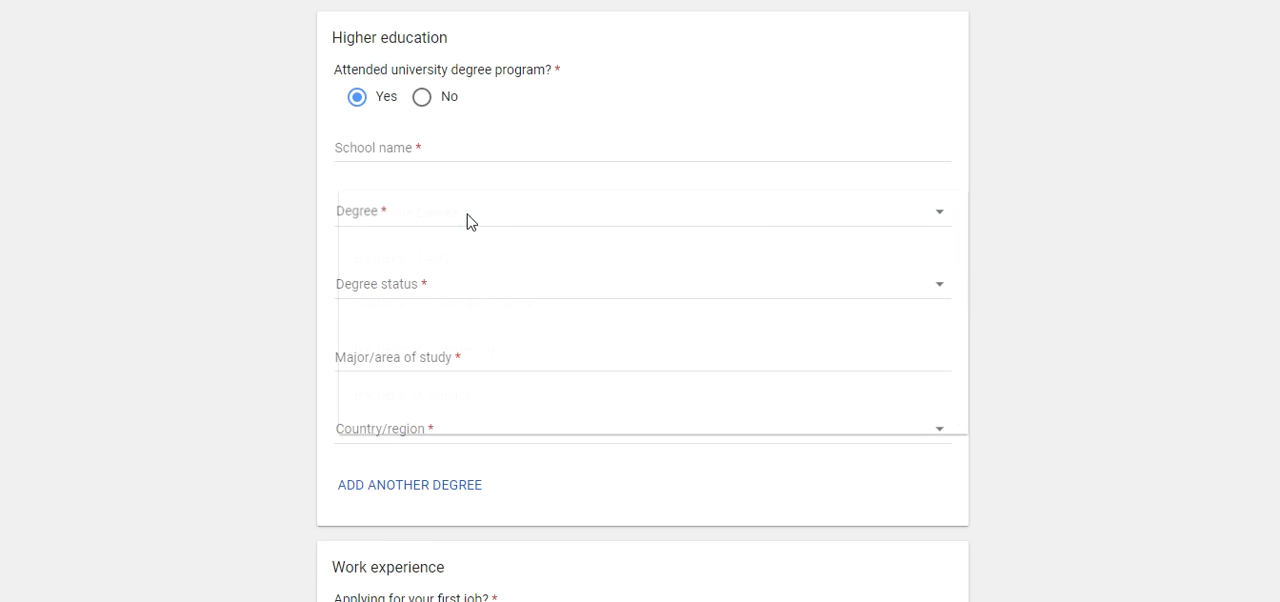 Higher education
Attended university degree program? *
Yes No
School name *
Degree *
Degree status *
Major/area of study *
Country/region *
ADD ANOTHER DEGREE
Work experience
Applying for your first job? *